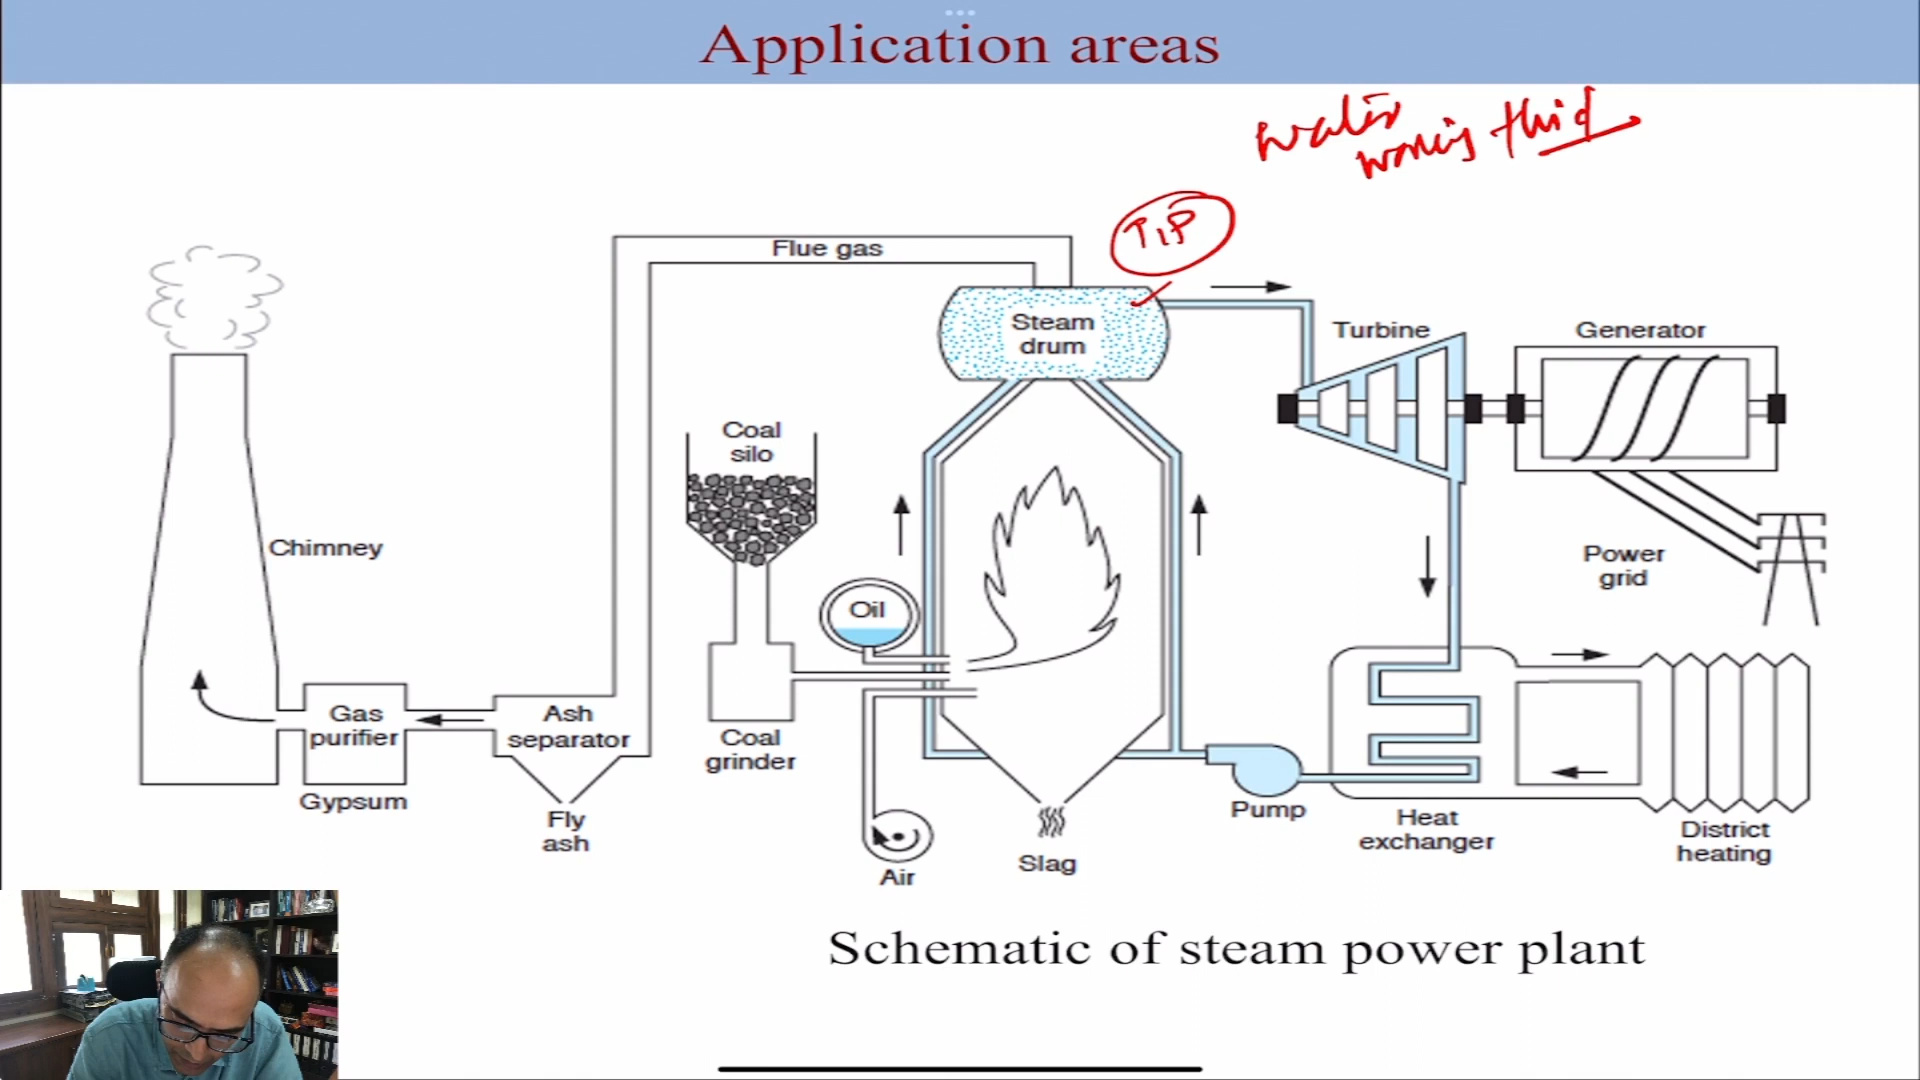 Application areas
water
working fluid
T, P
Flue gas
Steam
drum
Turbine
Generator
Coal
silo
Chimney
Power
grid
Oil
Gas
purifier
Ash
separator
Coal
grinder
Gypsum
Pump
Fly
ash
Heat
exchanger
District
heating
Slag
Air
Schematic of steam power plant